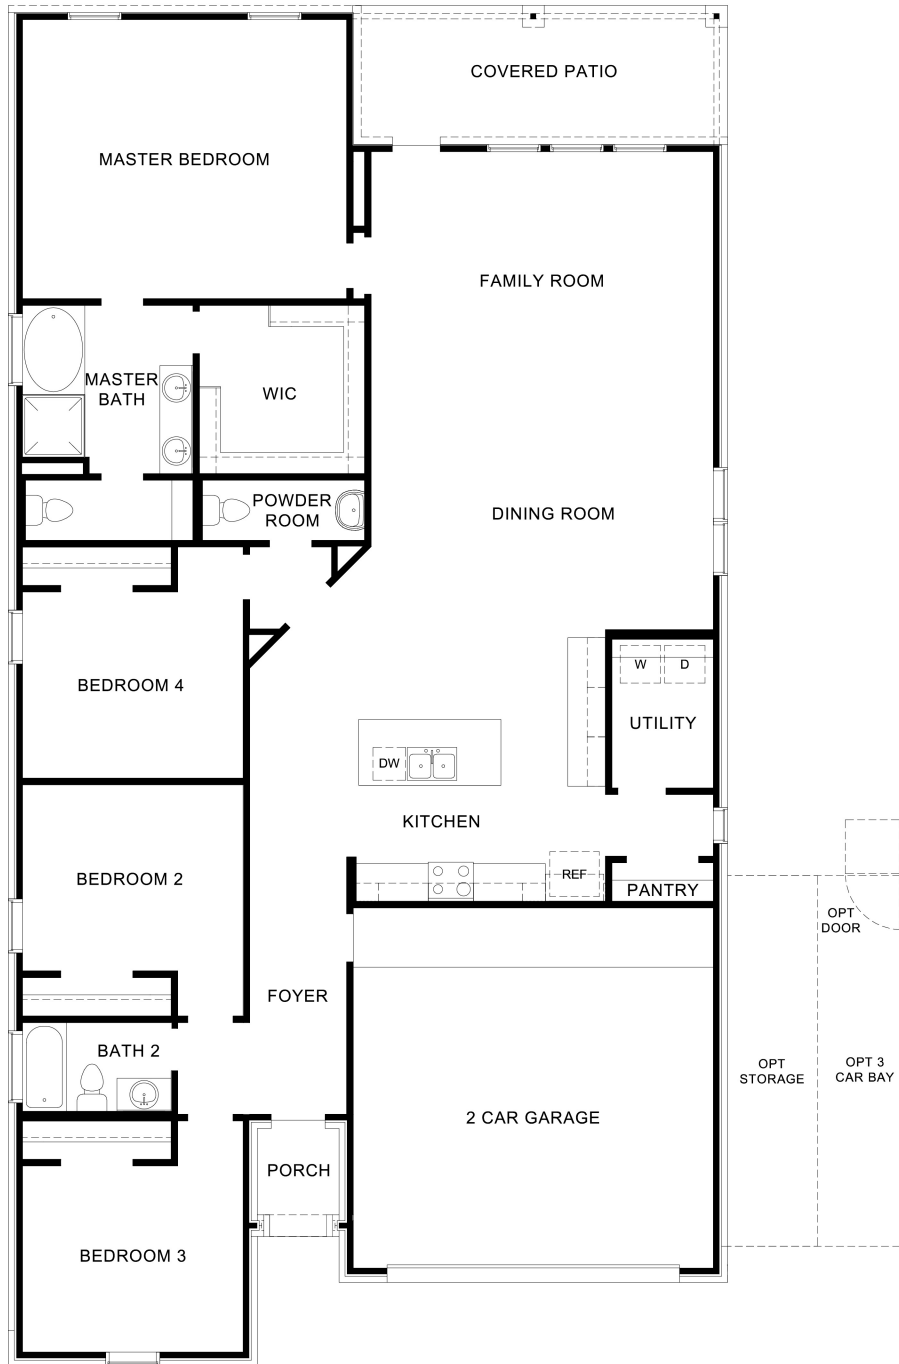 COVERED PATIO
MASTER BEDROOM
FAMILY ROOM
MASTER
BATH
WIC
POWDER
ROOM
DINING ROOM
W
D
BEDROOM 4
UTILITY
DW
KITCHEN
REF
BEDROOM 2
PANTRY
OPT
DOOR
FOYER
BATH 2
OPT
STORAGE
OPT 3
CAR BAY
2 CAR GARAGE
PORCH
BEDROOM 3